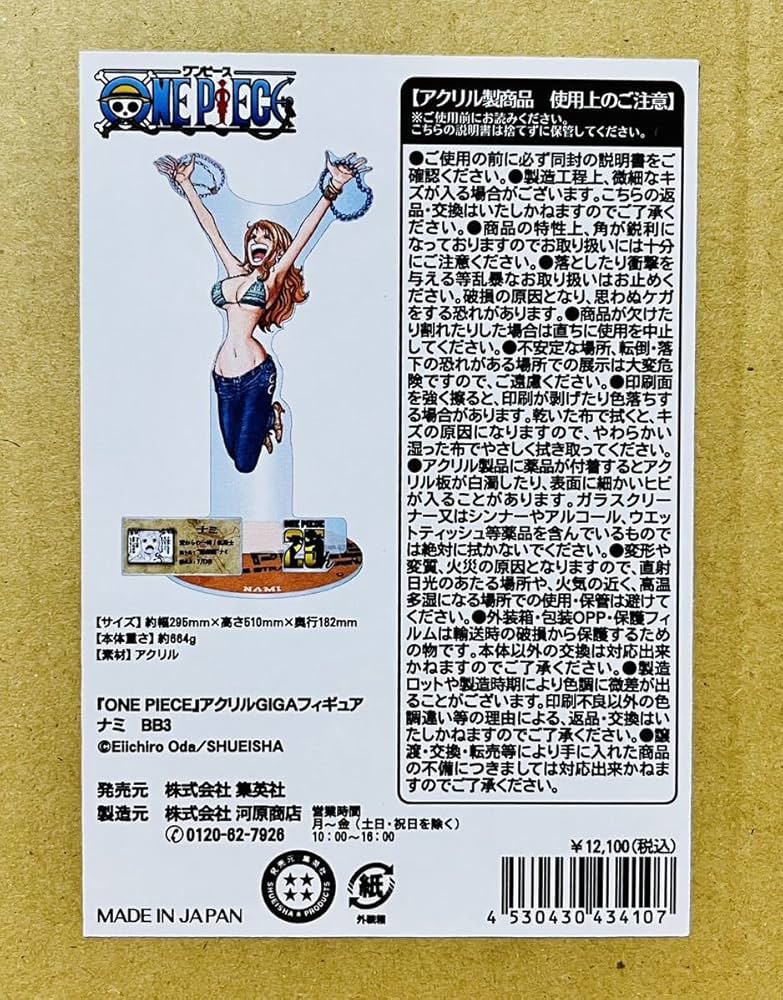 ワンピース
ONE PIECE
ナミ
ONE PIECE
25
NAMI
【サイズ】約幅295mm×高さ510mm×奥行182mm
【本体重さ】約664g
【素材】アクリル
『ONE PIECE』アクリルGIGAフィギュア
ナミ BB3
©Eiichiro Oda/SHUEISHA
発売元 株式会社 集英社
製造元 株式会社 河原商店
0120-62-7926
営業時間
月～金（土日・祝日を除く）
10：00～16：00
発売元 集英社
SHUEISHA PRODUCTS
紙
外装箱
MADE IN JAPAN
【アクリル製商品 使用上のご注意】
※ご使用前にお読みください。
こちらの説明書は捨てずに保管してください。
●ご使用の前に必ず同封の説明書をご
確認ください。●製造工程上、微細なキ
ズが入る場合がございます。こちらの返
品・交換はいたしかねますのでご了承く
ださい。●商品の特性上、角が鋭利に
なっておりますのでお取り扱いには十分
にご注意ください。●落としたり衝撃を
与える等乱暴なお取り扱いはお止めく
ださい。破損の原因となり、思わぬケガ
をする恐れがあります。●商品が欠けた
り割れたりした場合は直ちに使用を中止
してください。●不安定な場所、転倒・落
下の恐れがある場所での展示は大変危
険ですので、ご遠慮ください。●印刷面
を強く擦ると、印刷が剥げたり色落ちす
る場合があります。乾いた布で拭くと、キ
ズの原因になりますので、やわらかい
湿った布でやさしく拭き取ってください。
●アクリル製品に薬品が付着するとアク
リル板が白濁したり、表面に細かいヒビ
が入ることがあります。ガラスクリー
ナー又はシンナーやアルコール、ウエッ
トティッシュ等薬品を含んでいるもので
は絶対に拭かないでください。●変形や
変質、火災の原因となりますので、直射
日光のあたる場所や、火気の近く、高温
多湿になる場所での使用・保管は避けて
ください。●外装箱・包装OPP・保護フィ
ルムは輸送時の破損から保護するため
の物です。本体以外の交換は対応出来
かねますのでご了承ください。●製造
ロットや製造時期により色調に微差が出
ることがございます。印刷不良以外の色
調違い等の理由による、返品・交換はい
たしかねますのでご了承ください。●譲
渡・交換・転売等により手に入れた商品
の不備につきましては対応出来かねま
すのでご了承ください。
￥12,100（税込）
4 530430 434107